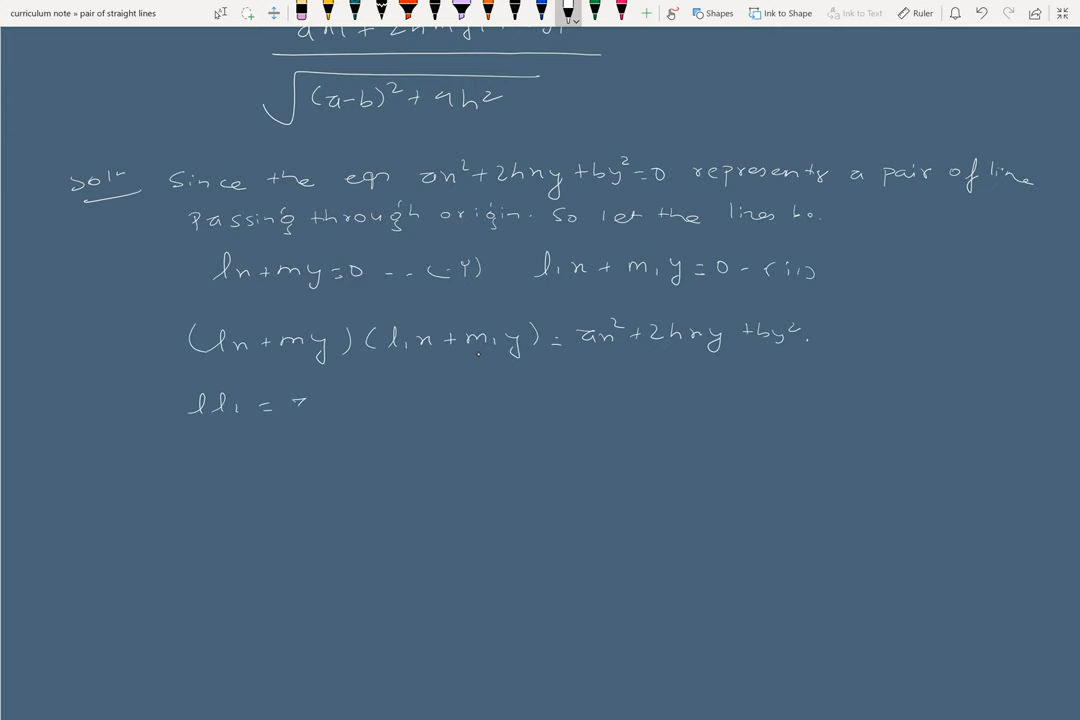 curriculum note » pair of straight lines
Shapes Ink to Shape Ink to Text Ruler
√(a-b)²+4h²
Solⁿ Since the eqn ax²+2hxy+by²=0 represents a pair of line
passing through origin. So let the lines be.
lx+my=0 --(i) l₁x+m₁y=0-(ii)
(lx+my)(l₁x+m₁y)=ax²+2hxy+by².
ll₁ =